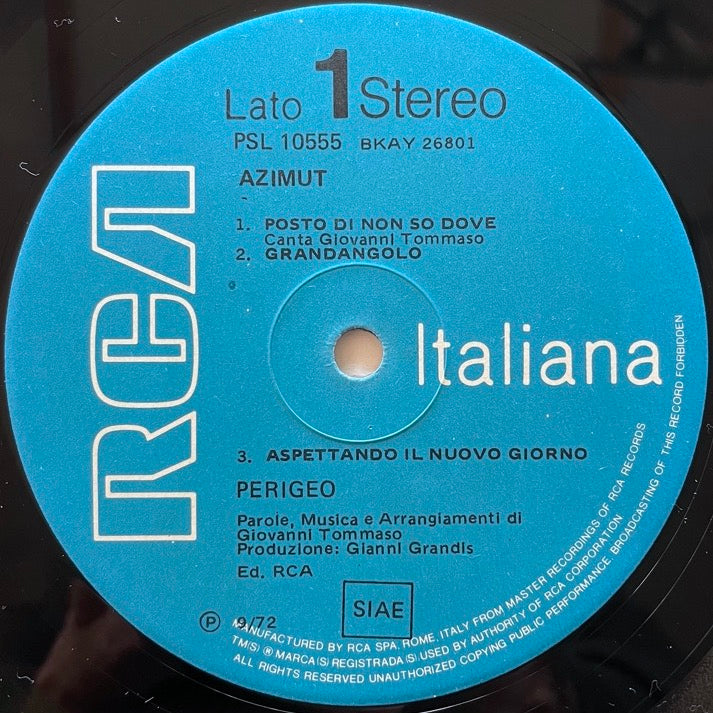 Lato 1 Stereo
PSL 10555 BKAY 26801
AZIMUT
1. POSTO DI NON SO DOVE
Canta Giovanni Tommaso
2. GRANDANGOLO
RCA
Italiana
3. ASPETTANDO IL NUOVO GIORNO
PERIGEO
Parole, Musica e Arrangiamenti di
Giovanni Tommaso
Produzione: Gianni Grandis
Ed. RCA
SIAE
Ⓟ 9/72
MANUFACTURED BY RCA SPA, ROME, ITALY FROM MASTER RECORDINGS OF RCA RECORDS
TM(S) ® MARCA(S) REGISTRADA(S). USED BY AUTHORITY OF RCA CORPORATION
ALL RIGHTS RESERVED UNAUTHORIZED COPYING PUBLIC PERFORMANCE BROADCASTING OF THIS RECORD FORBIDDEN